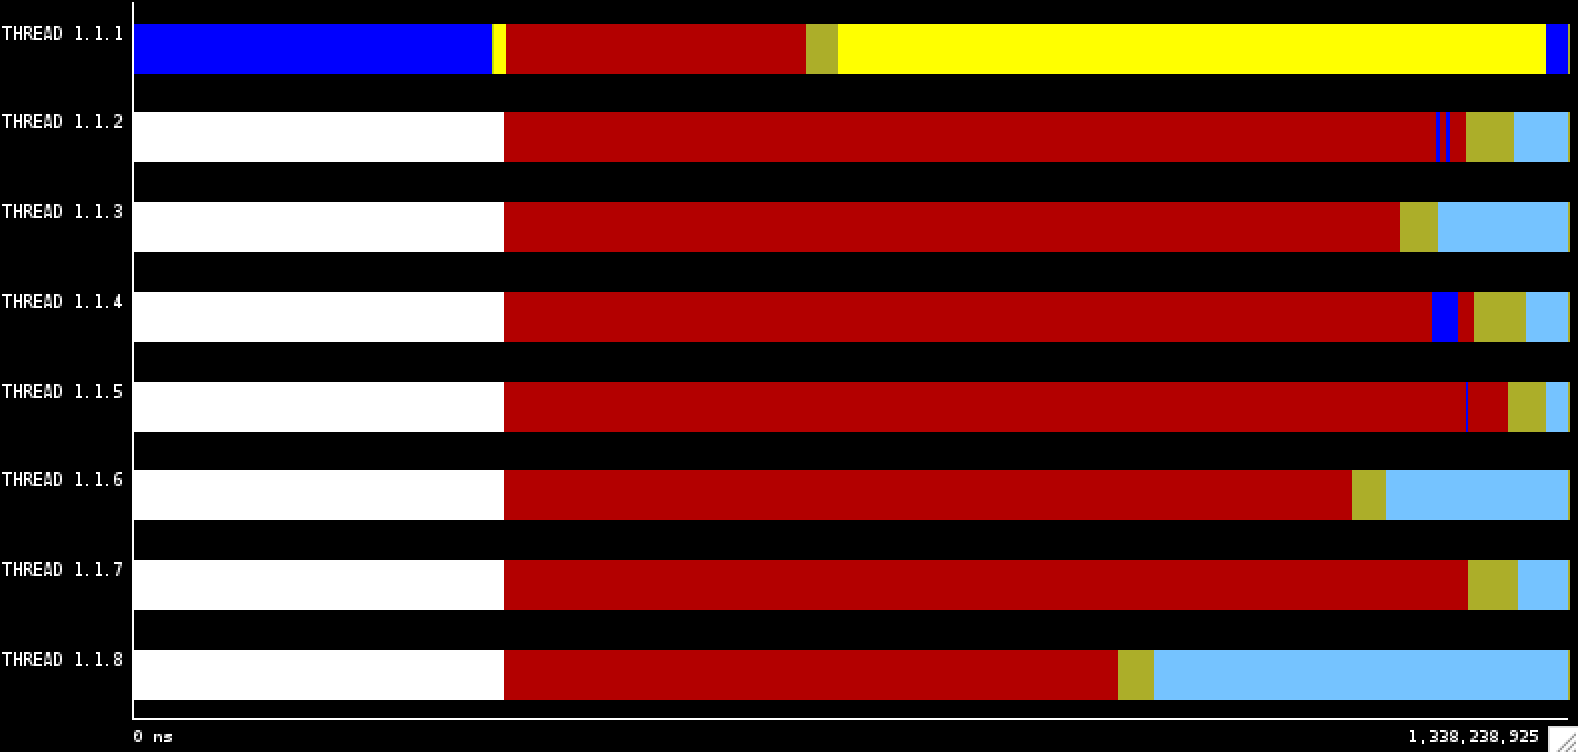 THREAD 1.1.1
THREAD 1.1.2
THREAD 1.1.3
THREAD 1.1.4
THREAD 1.1.5
THREAD 1.1.6
THREAD 1.1.7
THREAD 1.1.8
0 ns 1,338,238,925